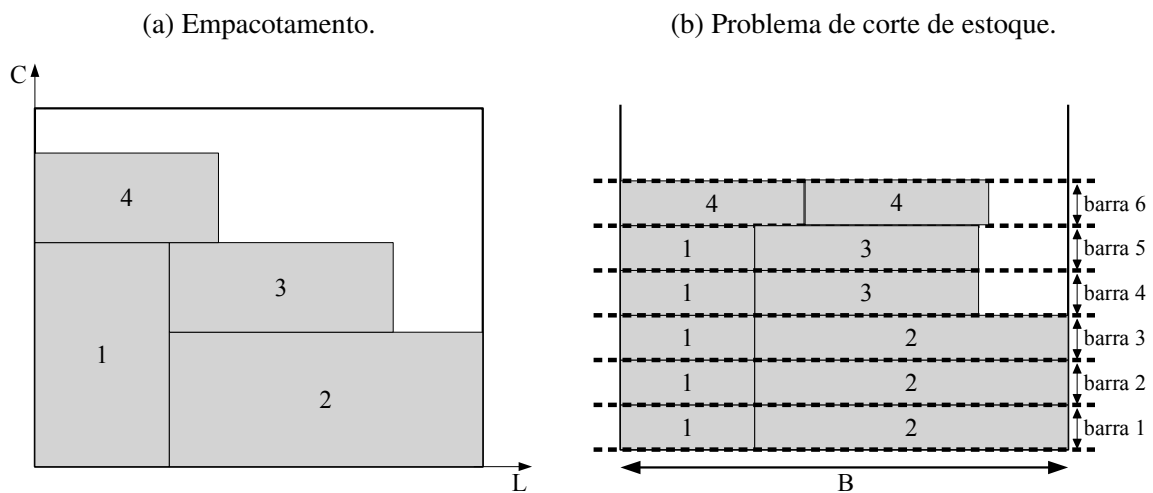 (a) Empacotamento.
C
4
3
1
2
L
(b) Problema de corte de estoque.
4 4 barra 6
1 3 barra 5
1 3 barra 4
1 2 barra 3
1 2 barra 2
1 2 barra 1
B